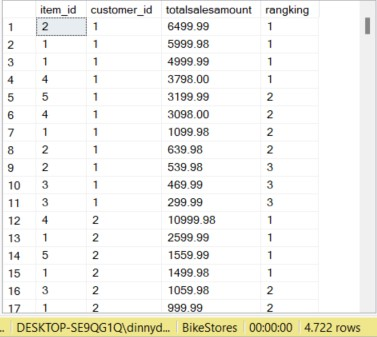 item_id customer_id totalsalesamount rangking
1 2 1 6499.99 1
2 1 1 5999.98 1
3 1 1 4999.99 1
4 4 1 3798.00 1
5 5 1 3199.99 2
6 4 1 3098.00 2
7 1 1 1099.98 2
8 2 1 639.98 2
9 2 1 539.98 3
10 3 1 469.99 3
11 3 1 299.99 3
12 4 2 10999.98 1
13 1 2 2599.99 1
14 5 2 1559.99 1
15 1 2 1499.98 1
16 3 2 1059.98 2
17 1 2 999.99 2
.. DESKTOP-SE9QG1Q\dinnyd... BikeStores 00:00:00 4.722 rows